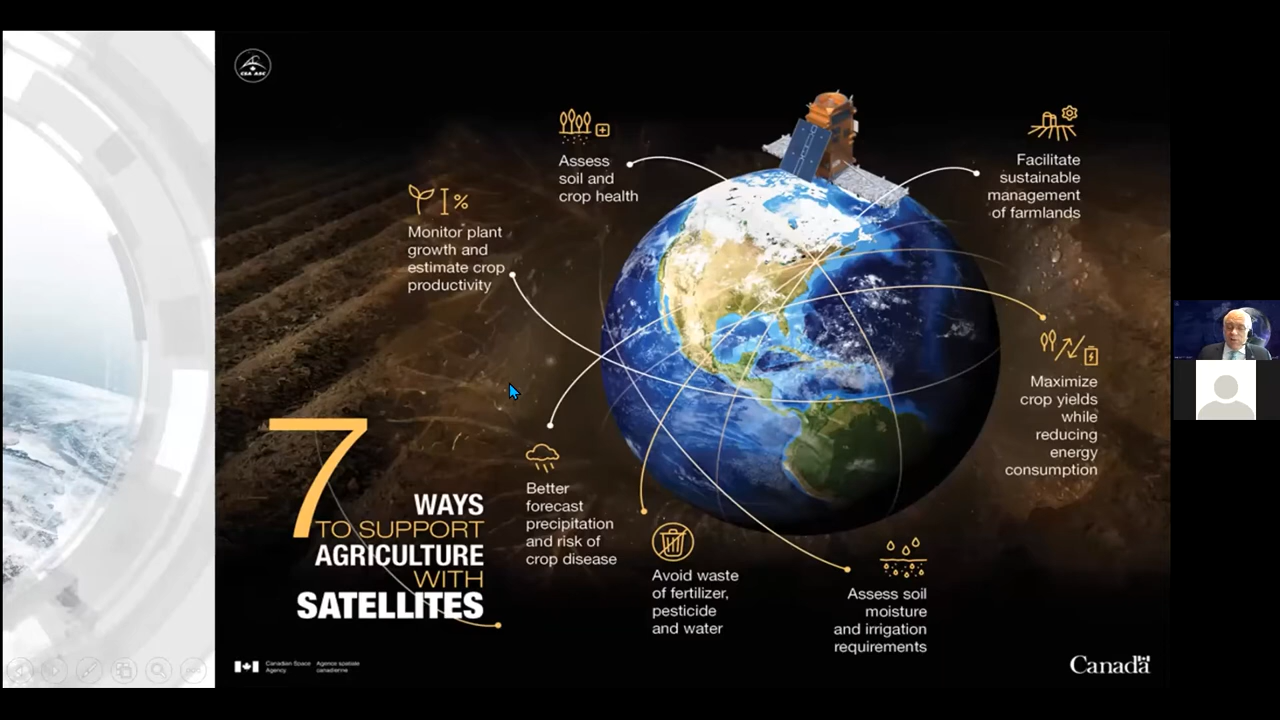 CSA ASC
Assess
soil and
crop health
Facilitate
sustainable
management
of farmlands
%
Monitor plant
growth and
estimate crop
productivity
Maximize
crop yields
while
reducing
energy
consumption
7
WAYS
TO SUPPORT
AGRICULTURE
WITH
SATELLITES
Better
forecast
precipitation
and risk of
crop disease
Avoid waste
of fertilizer,
pesticide
and water
Assess soil
moisture
and irrigation
requirements
Canadian Space Agence spatiale
Agency canadienne
Canada